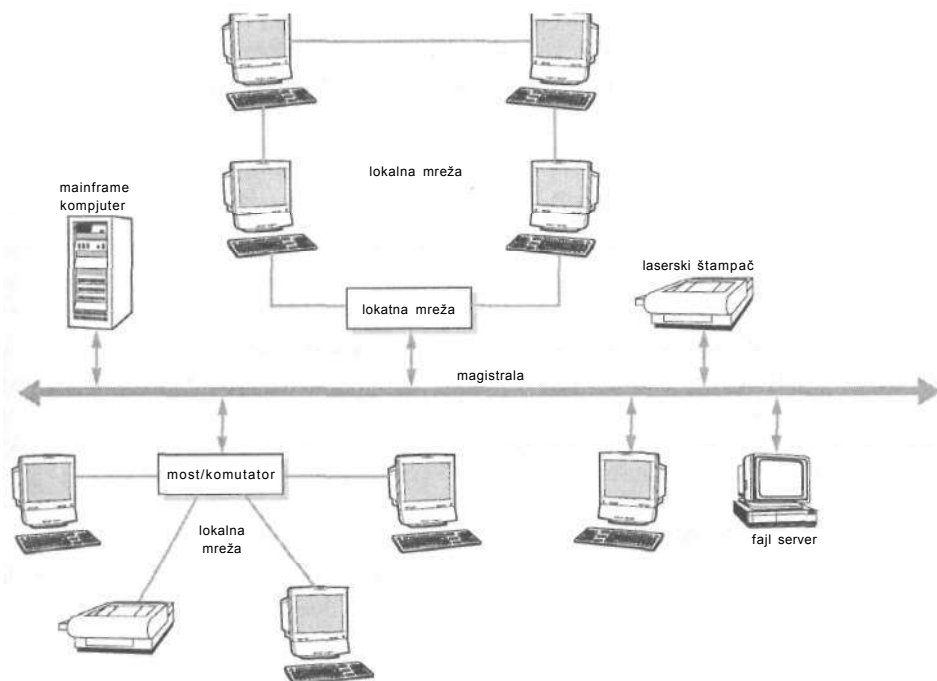 lokalna mreža
mainframe
kompjuter
laserski štampač
lokatna mreža
magistrala
most/komutator
lokalna
mreža
fajl server